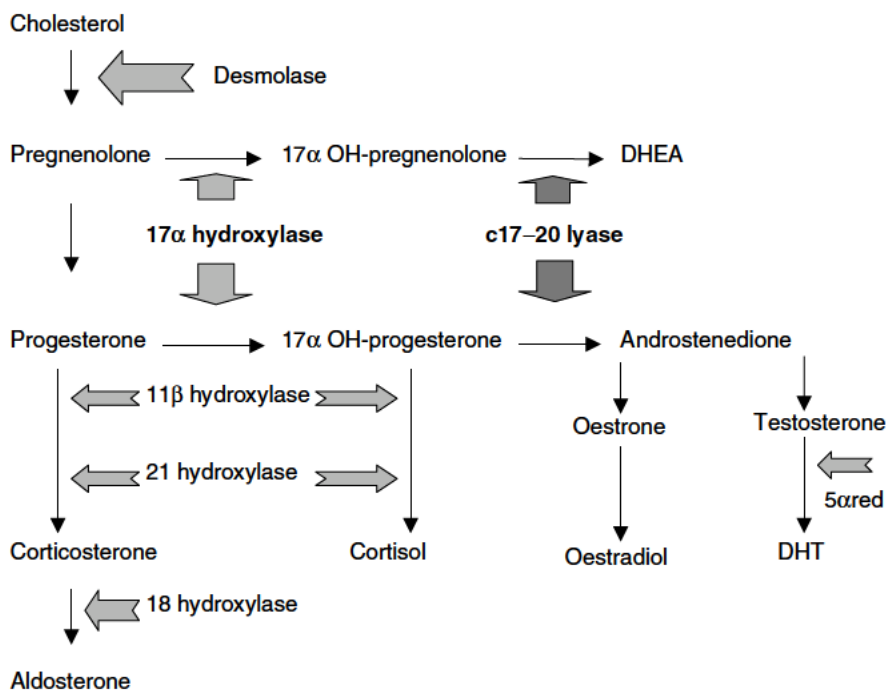 Cholesterol
Desmolase
Pregnenolone 17α OH-pregnenolone DHEA
17α hydroxylase c17–20 lyase
Progesterone 17α OH-progesterone Androstenedione
11β hydroxylase
Oestrone Testosterone
21 hydroxylase
5αred
Corticosterone Cortisol Oestradiol DHT
18 hydroxylase
Aldosterone